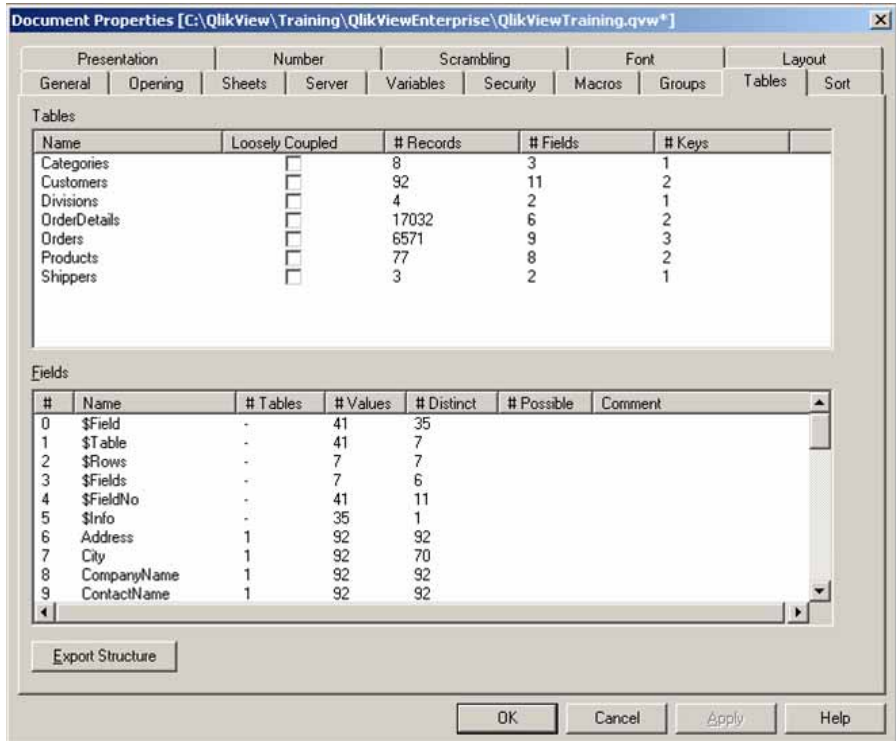 Document Properties [C:\QlikView\Training\QlikViewEnterprise\QlikViewTraining.qvw*]
Presentation Number Scrambling Font Layout
General Opening Sheets Server Variables Security Macros Groups Tables Sort
Tables
Name Loosely Coupled # Records # Fields # Keys
Categories 8 3 1
Customers 92 11 2
Divisions 4 2 1
OrderDetails 17032 6 2
Orders 6571 9 3
Products 77 8 2
Shippers 3 2 1
Fields
# Name # Tables # Values # Distinct # Possible Comment
0 $Field - 41 35
1 $Table - 41 7
2 $Rows - 7 7
3 $Fields - 7 6
4 $FieldNo - 41 11
5 $Info - 35 1
6 Address 1 92 92
7 City 1 92 70
8 CompanyName 1 92 92
9 ContactName 1 92 92
Export Structure
OK Cancel Apply Help